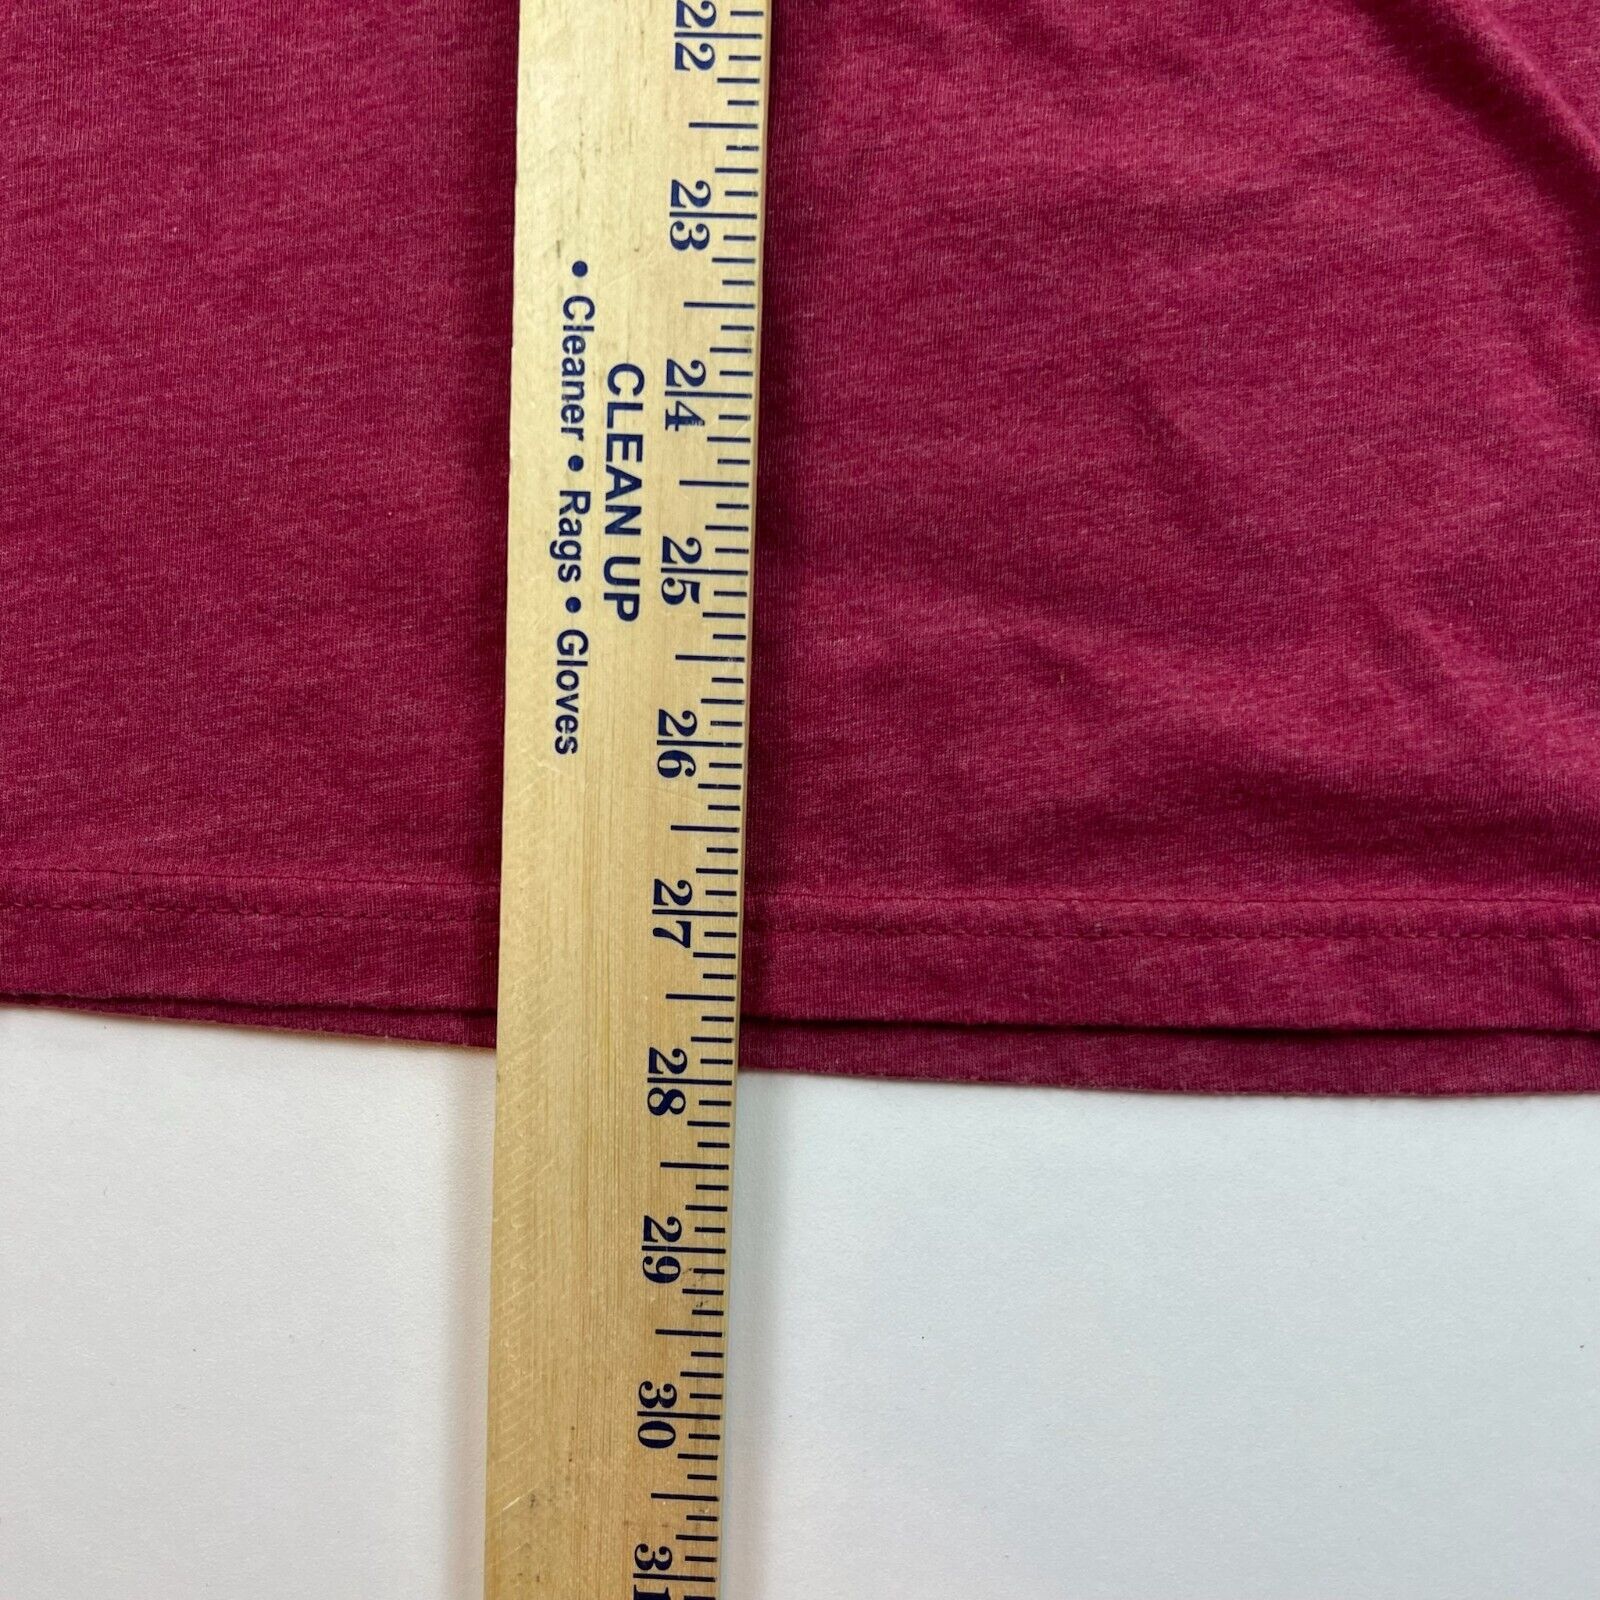 CLEAN UP
• Cleaner • Rags • Gloves
22 23 24 25 26 27 28 29 30 31